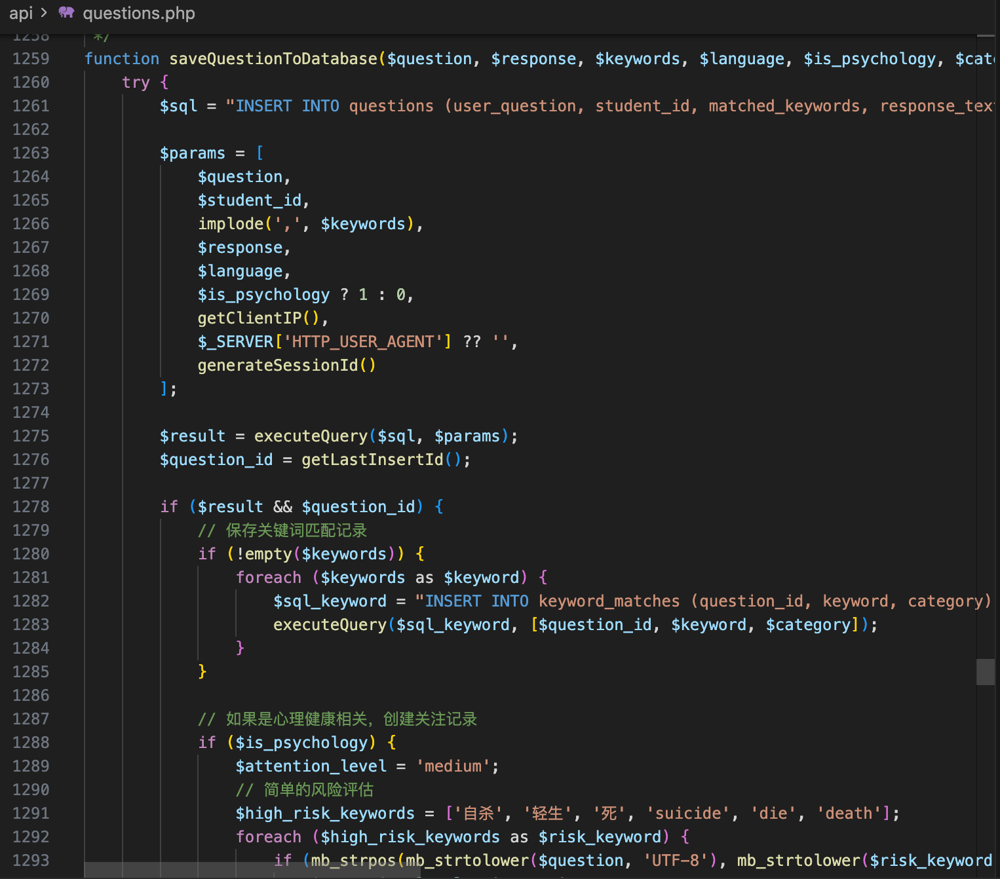 api > questions.php
1258 */
1259 function saveQuestionToDatabase($question, $response, $keywords, $language, $is_psychology, $cat
1260 try {
1261 $sql = "INSERT INTO questions (user_question, student_id, matched_keywords, response_tex
1262
1263 $params = [
1264 $question,
1265 $student_id,
1266 implode(',', $keywords),
1267 $response,
1268 $language,
1269 $is_psychology ? 1 : 0,
1270 getClientIP(),
1271 $_SERVER['HTTP_USER_AGENT'] ?? '',
1272 generateSessionId()
1273 ];
1274
1275 $result = executeQuery($sql, $params);
1276 $question_id = getLastInsertId();
1277
1278 if ($result && $question_id) {
1279 // 保存关键词匹配记录
1280 if (!empty($keywords)) {
1281 foreach ($keywords as $keyword) {
1282 $sql_keyword = "INSERT INTO keyword_matches (question_id, keyword, category)
1283 executeQuery($sql_keyword, [$question_id, $keyword, $category]);
1284 }
1285 }
1286
1287 // 如果是心理健康相关，创建关注记录
1288 if ($is_psychology) {
1289 $attention_level = 'medium';
1290 // 简单的风险评估
1291 $high_risk_keywords = ['自杀', '轻生', '死', 'suicide', 'die', 'death'];
1292 foreach ($high_risk_keywords as $risk_keyword) {
1293 if (mb_strpos(mb_strtolower($question, 'UTF-8'), mb_strtolower($risk_keyword